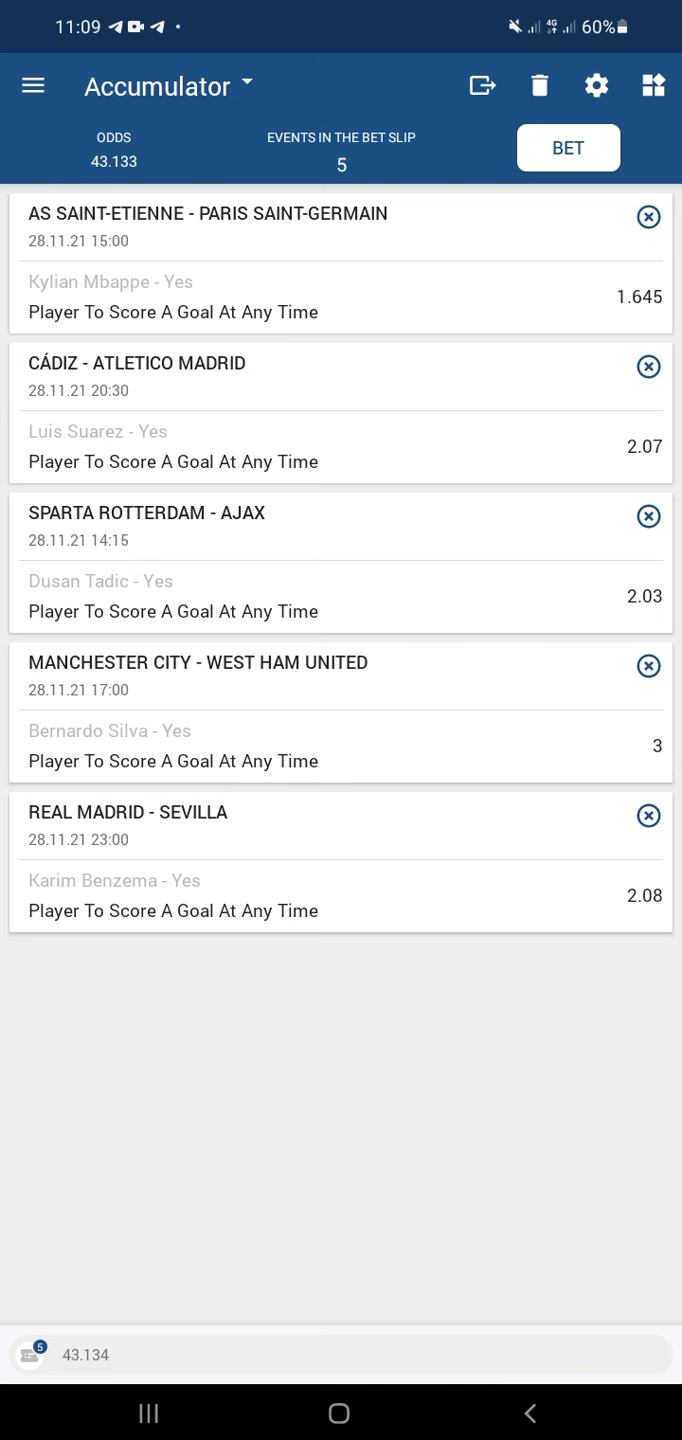 11:09
4G
60%
Accumulator
ODDS
43.133
EVENTS IN THE BET SLIP
5
BET
AS SAINT-ETIENNE - PARIS SAINT-GERMAIN
28.11.21 15:00
Kylian Mbappe - Yes
Player To Score A Goal At Any Time
1.645
CÁDIZ - ATLETICO MADRID
28.11.21 20:30
Luis Suarez - Yes
Player To Score A Goal At Any Time
2.07
SPARTA ROTTERDAM - AJAX
28.11.21 14:15
Dusan Tadic - Yes
Player To Score A Goal At Any Time
2.03
MANCHESTER CITY - WEST HAM UNITED
28.11.21 17:00
Bernardo Silva - Yes
Player To Score A Goal At Any Time
3
REAL MADRID - SEVILLA
28.11.21 23:00
Karim Benzema - Yes
Player To Score A Goal At Any Time
2.08
5
43.134